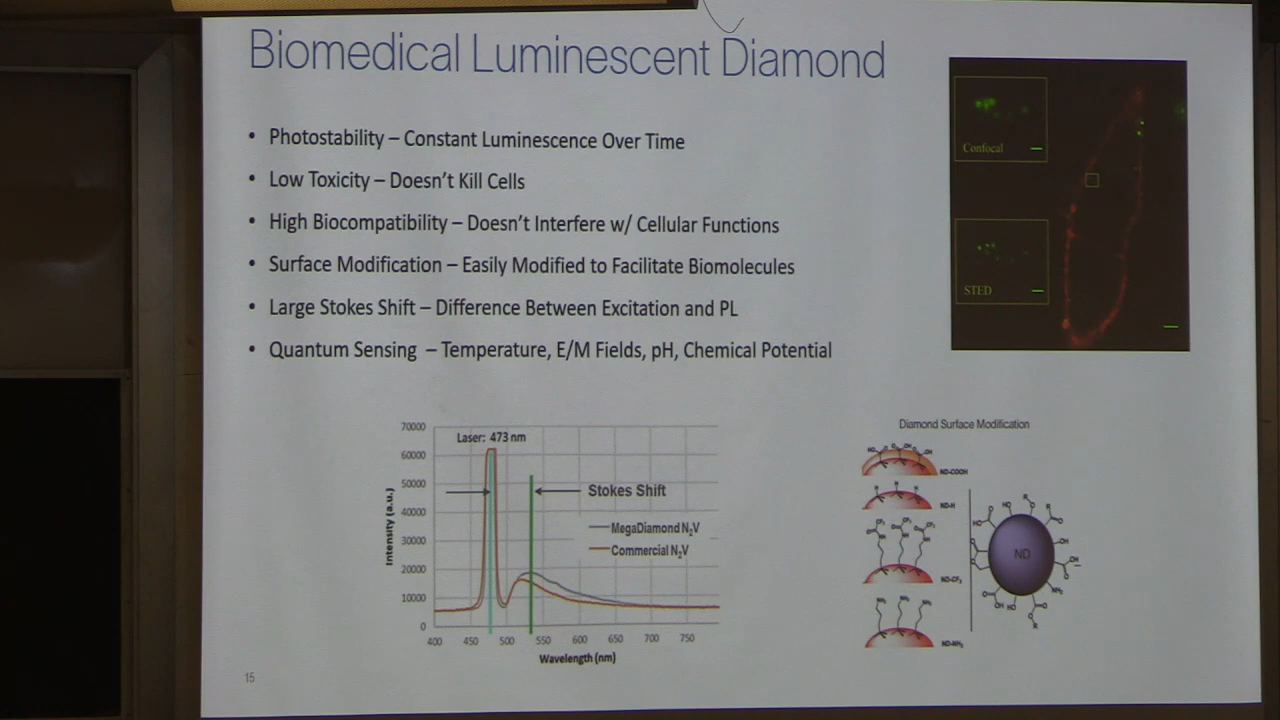 Biomedical Luminescent Diamond
• Photostability – Constant Luminescence Over Time
• Low Toxicity – Doesn't Kill Cells
• High Biocompatibility – Doesn't Interfere w/ Cellular Functions
• Surface Modification – Easily Modified to Facilitate Biomolecules
• Large Stokes Shift – Difference Between Excitation and PL
• Quantum Sensing – Temperature, E/M Fields, pH, Chemical Potential
Confocal
STED
70000
60000
50000
40000
30000
20000
10000
0
Intensity (a.u.)
Laser: 473 nm
Stokes Shift
MegaDiamond N₂V
Commercial N₂V
400 450 500 550 600 650 700 750
Wavelength (nm)
Diamond Surface Modification
ND-COOH
ND-H
ND-CF₃
ND-NH₂
ND
15